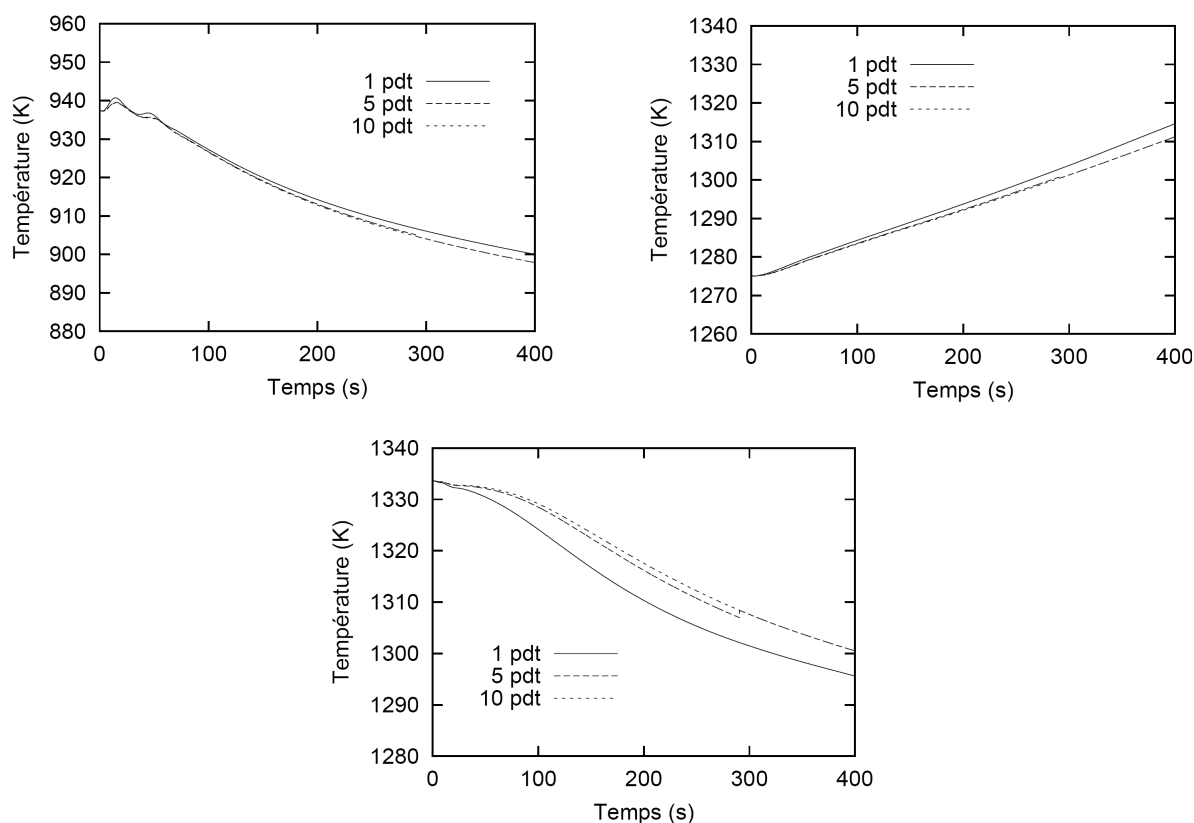 960
950
940
930
920
910
900
890
880
Température (K)
1 pdt
5 pdt
10 pdt
0 100 200 300 400
Temps (s)
1340
1330
1320
1310
1300
1290
1280
1270
1260
Température (K)
1 pdt
5 pdt
10 pdt
0 100 200 300 400
Temps (s)
1340
1330
1320
1310
1300
1290
1280
Température (K)
1 pdt
5 pdt
10 pdt
0 100 200 300 400
Temps (s)